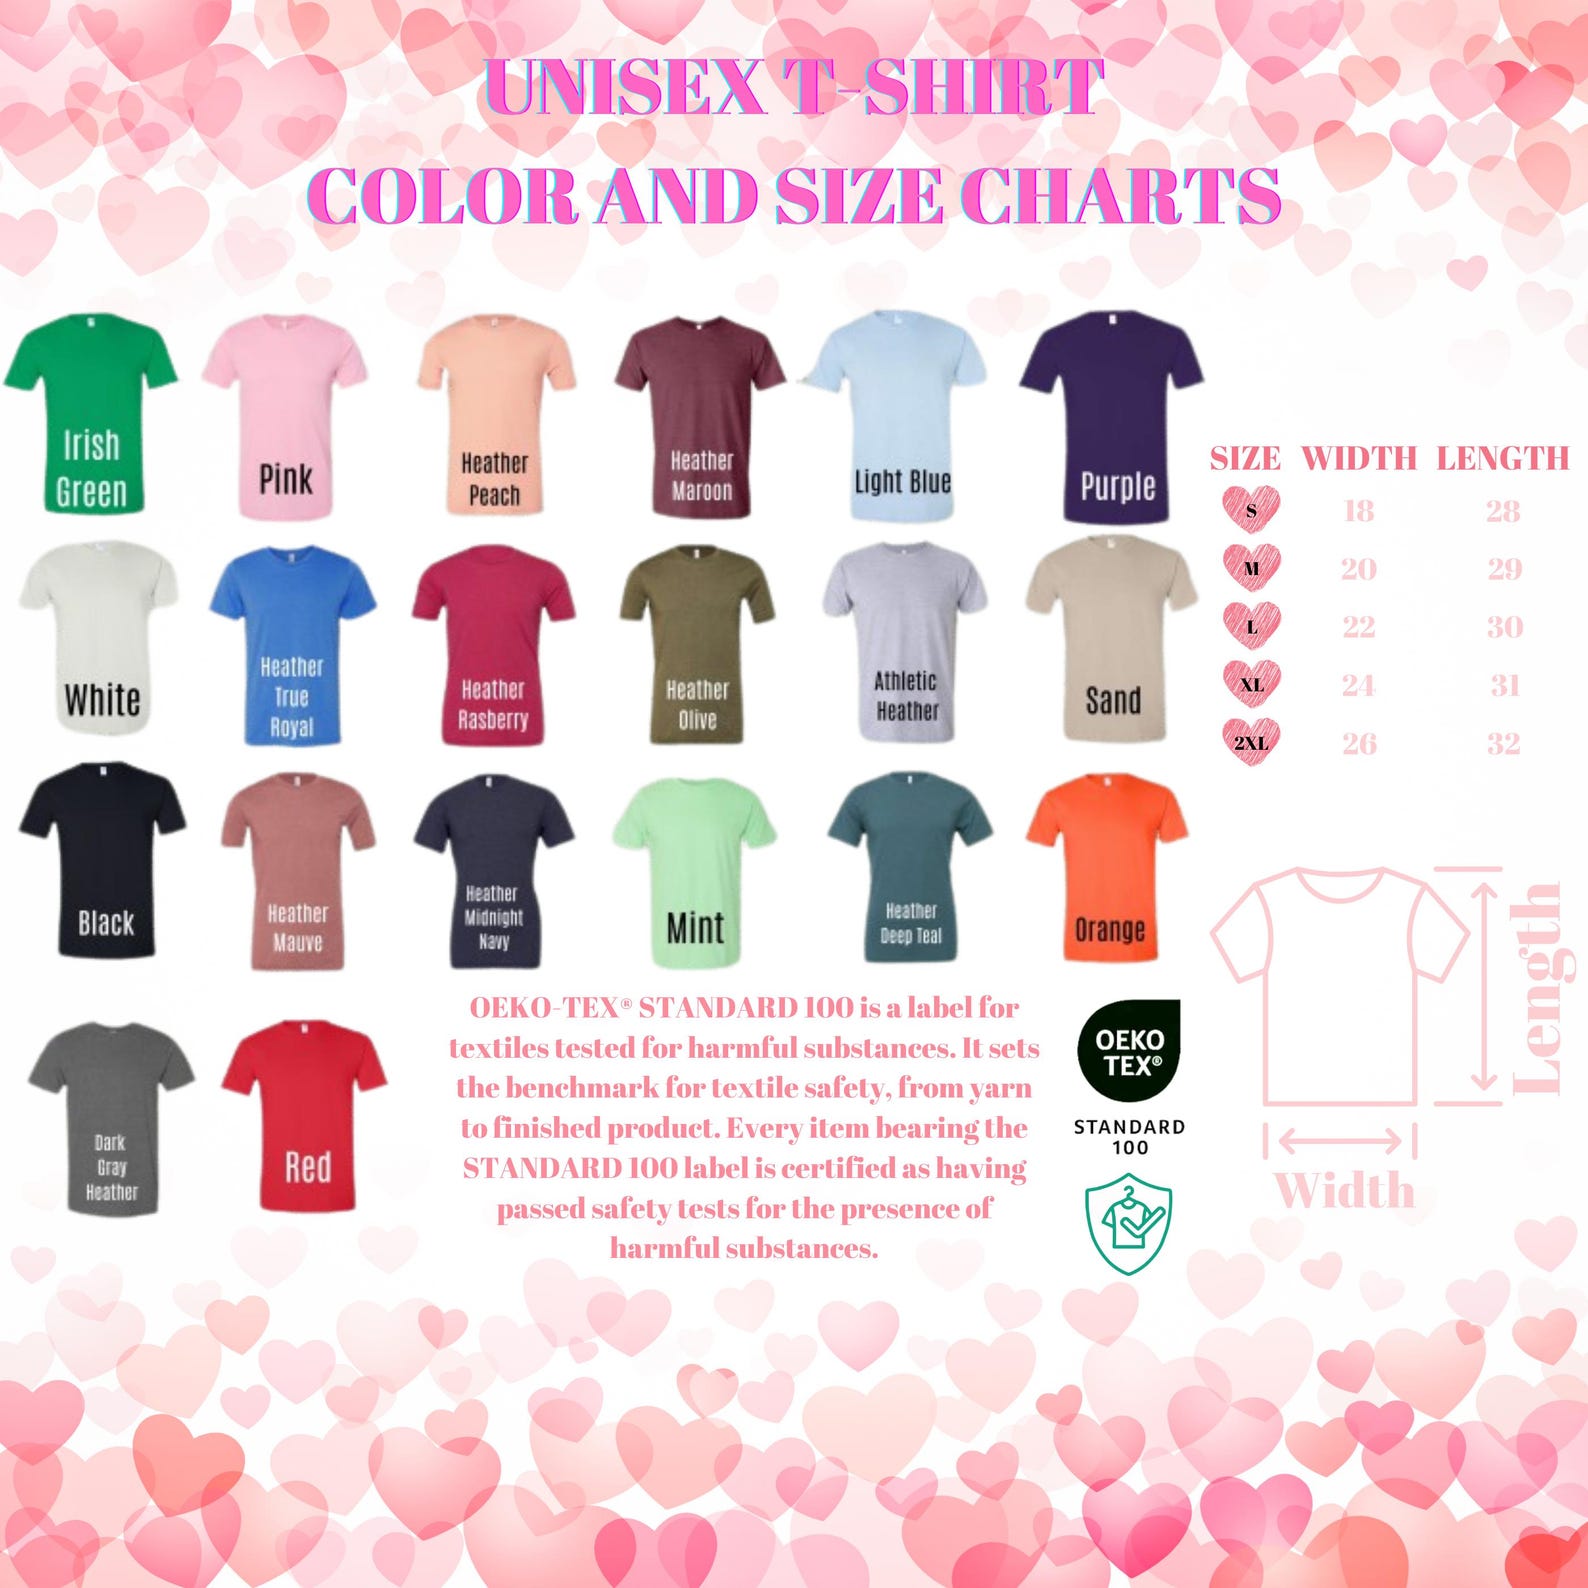 UNISEX T-SHIRT
COLOR AND SIZE CHARTS
Irish
Green
Pink
Heather
Peach
Heather
Maroon
Light Blue
Purple
White
Heather
True
Royal
Heather
Rasberry
Heather
Olive
Athletic
Heather
Sand
Black
Heather
Mauve
Heather
Midnight
Navy
Mint
Heather
Deep Teal
Orange
Dark
Gray
Heather
Red
SIZE WIDTH LENGTH
S 18 28
M 20 29
L 22 30
XL 24 31
2XL 26 32
OEKO-TEX® STANDARD 100 is a label for
textiles tested for harmful substances. It sets
the benchmark for textile safety, from yarn
to finished product. Every item bearing the
STANDARD 100 label is certified as having
passed safety tests for the presence of
harmful substances.
OEKO
TEX®
STANDARD
100
Length
Width